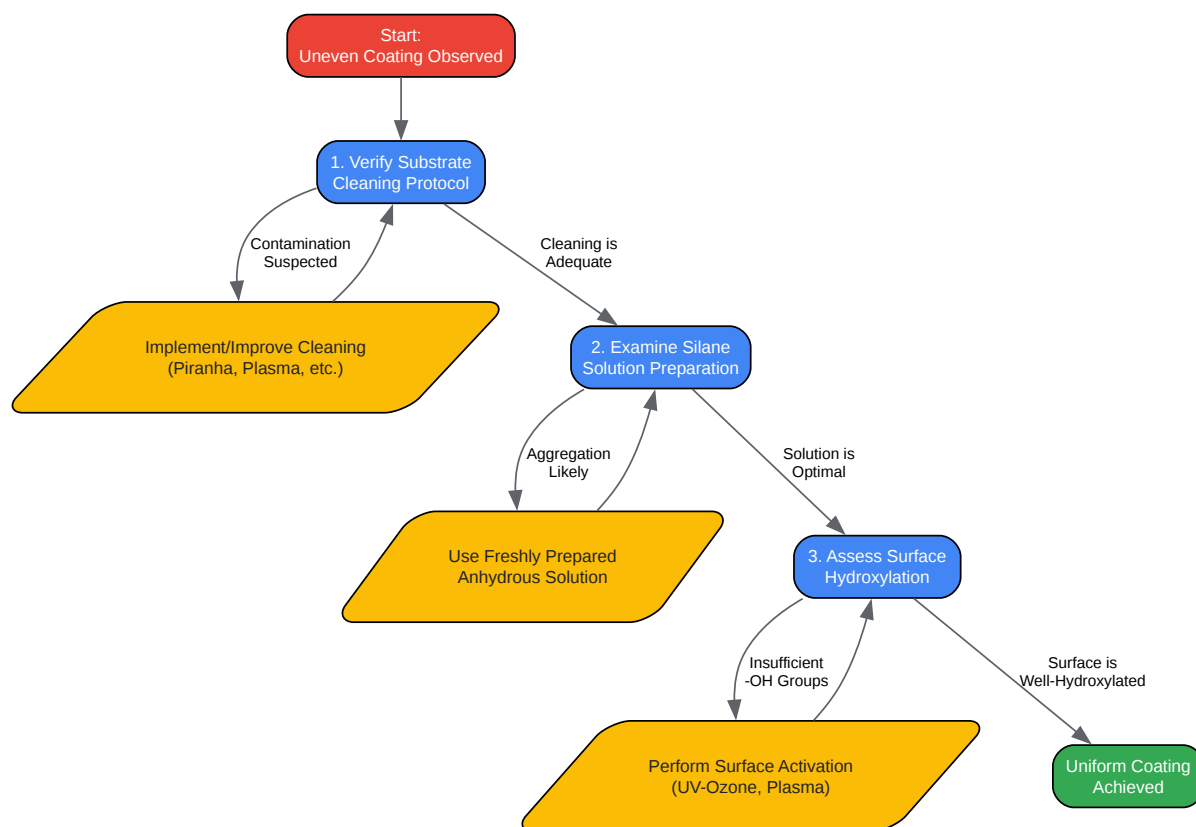 Start:
Uneven Coating Observed
1. Verify Substrate
Cleaning Protocol
Contamination
Suspected
Cleaning is
Adequate
Implement/Improve Cleaning
(Piranha, Plasma, etc.)
2. Examine Silane
Solution Preparation
Aggregation
Likely
Solution is
Optimal
Use Freshly Prepared
Anhydrous Solution
3. Assess Surface
Hydroxylation
Insufficient
-OH Groups
Surface is
Well-Hydroxylated
Perform Surface Activation
(UV-Ozone, Plasma)
Uniform Coating
Achieved